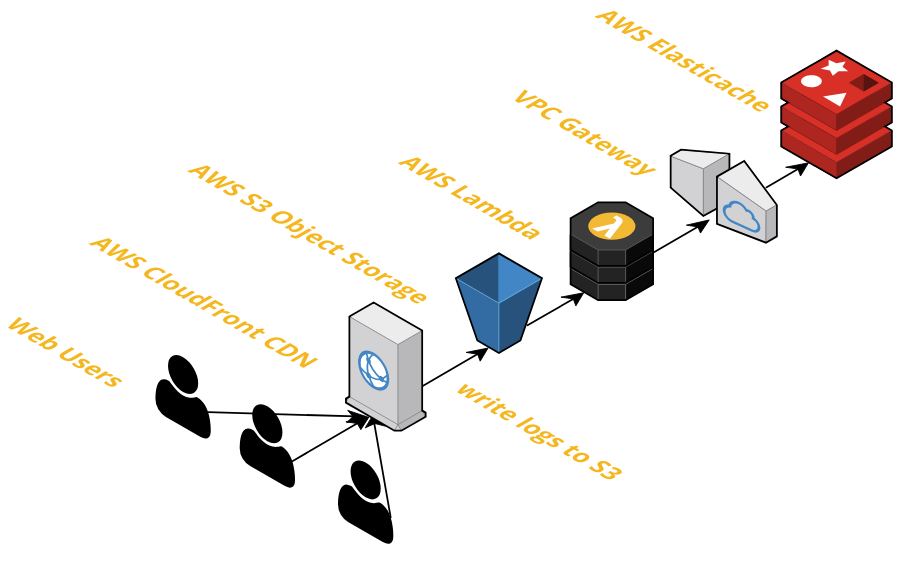 AWS Elasticache
VPC Gateway
AWS Lambda
AWS S3 Object Storage
AWS CloudFront CDN
Web Users
write logs to S3